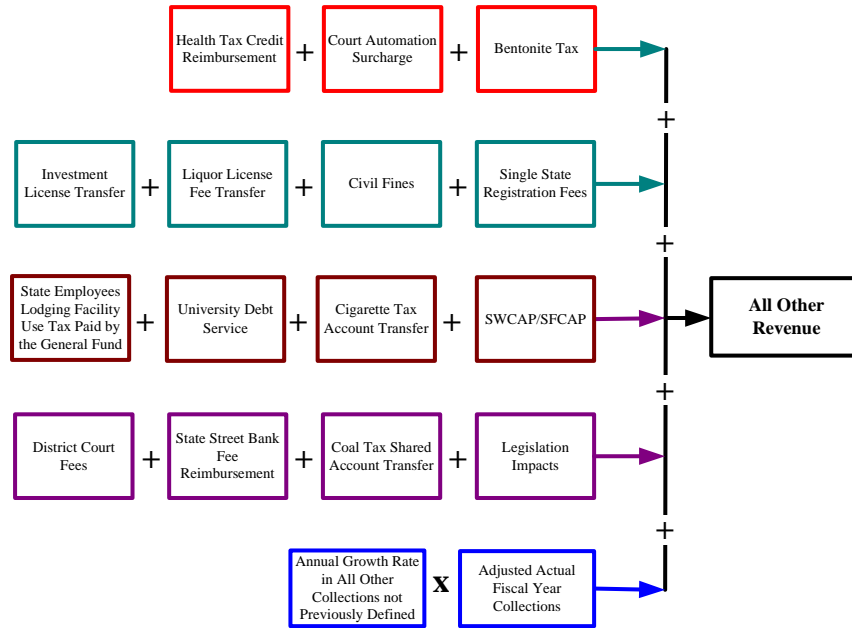 Health Tax Credit
Reimbursement
+
Court Automation
Surcharge
+
Bentonite Tax
+
Investment
License Transfer
+
Liquor License
Fee Transfer
+
Civil Fines
+
Single State
Registration Fees
+
State Employees
Lodging Facility
Use Tax Paid by
the General Fund
+
University Debt
Service
+
Cigarette Tax
Account Transfer
+
SWCAP/SFCAP
All Other
Revenue
+
District Court
Fees
+
State Street Bank
Fee
Reimbursement
+
Coal Tax Shared
Account Transfer
+
Legislation
Impacts
+
Annual Growth Rate
in All Other
Collections not
Previously Defined
x
Adjusted Actual
Fiscal Year
Collections